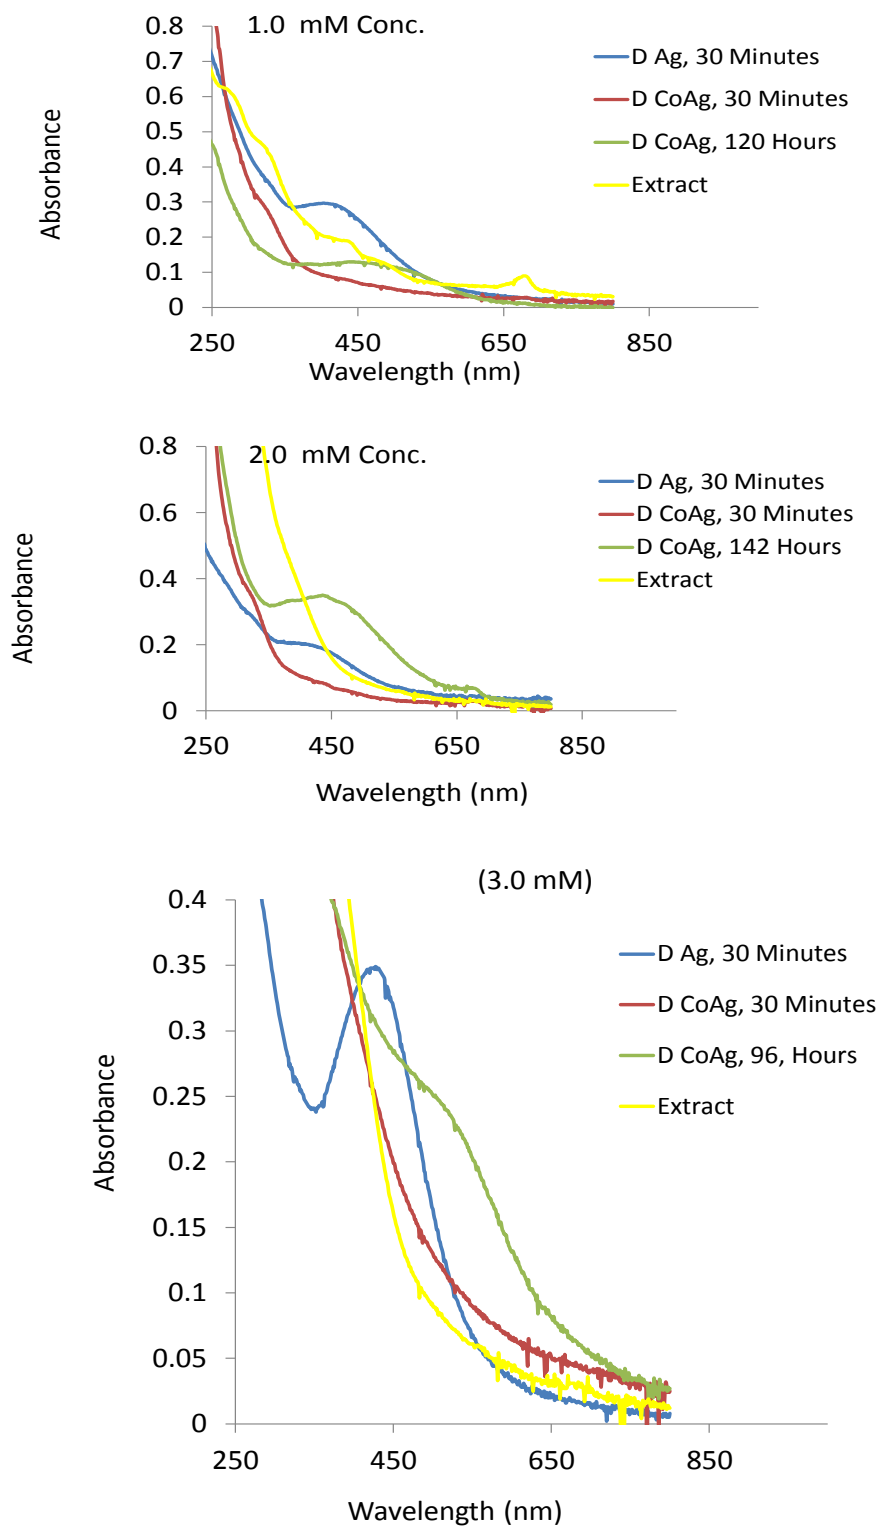 1.0 mM Conc.
0.8
0.7
0.6
0.5
0.4
0.3
0.2
0.1
0
Absorbance
250 450 650 850
Wavelength (nm)
D Ag, 30 Minutes
D CoAg, 30 Minutes
D CoAg, 120 Hours
Extract
2.0 mM Conc.
0.8
0.6
0.4
0.2
0
Absorbance
250 450 650 850
Wavelength (nm)
D Ag, 30 Minutes
D CoAg, 30 Minutes
D CoAg, 142 Hours
Extract
(3.0 mM)
0.4
0.35
0.3
0.25
0.2
0.15
0.1
0.05
0
Absorbance
250 450 650 850
Wavelength (nm)
D Ag, 30 Minutes
D CoAg, 30 Minutes
D CoAg, 96, Hours
Extract